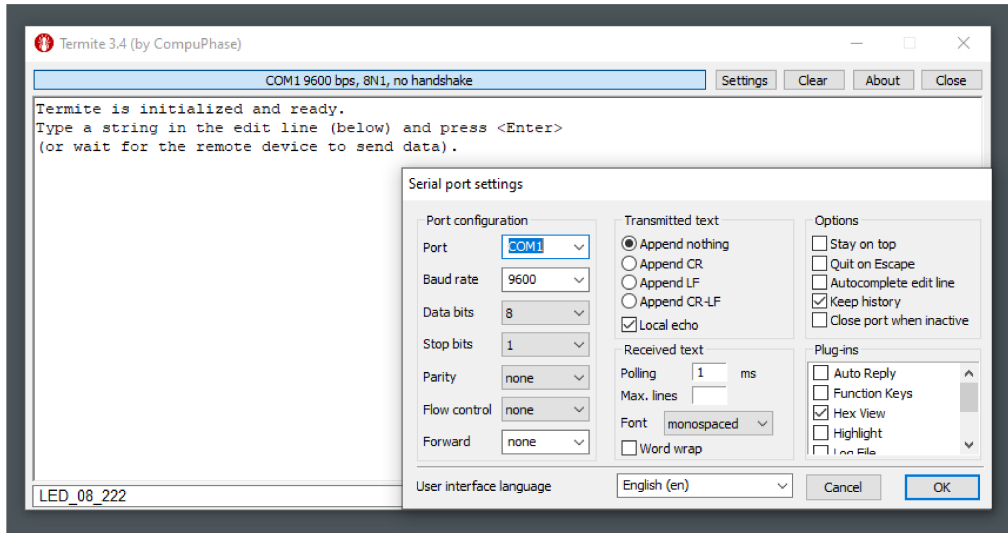 Termite 3.4 (by CompuPhase)
COM1 9600 bps, 8N1, no handshake
Settings
Clear
About
Close
Termite is initialized and ready.
Type a string in the edit line (below) and press <Enter>
(or wait for the remote device to send data).
LED_08_222
Serial port settings
Port configuration
Port COM1
Baud rate 9600
Data bits 8
Stop bits 1
Parity none
Flow control none
Forward none
Transmitted text
Append nothing
Append CR
Append LF
Append CR-LF
Local echo
Received text
Polling 1 ms
Max. lines
Font monospaced
Word wrap
Options
Stay on top
Quit on Escape
Autocomplete edit line
Keep history
Close port when inactive
Plug-ins
Auto Reply
Function Keys
Hex View
Highlight
Log File
User interface language English (en)
Cancel
OK